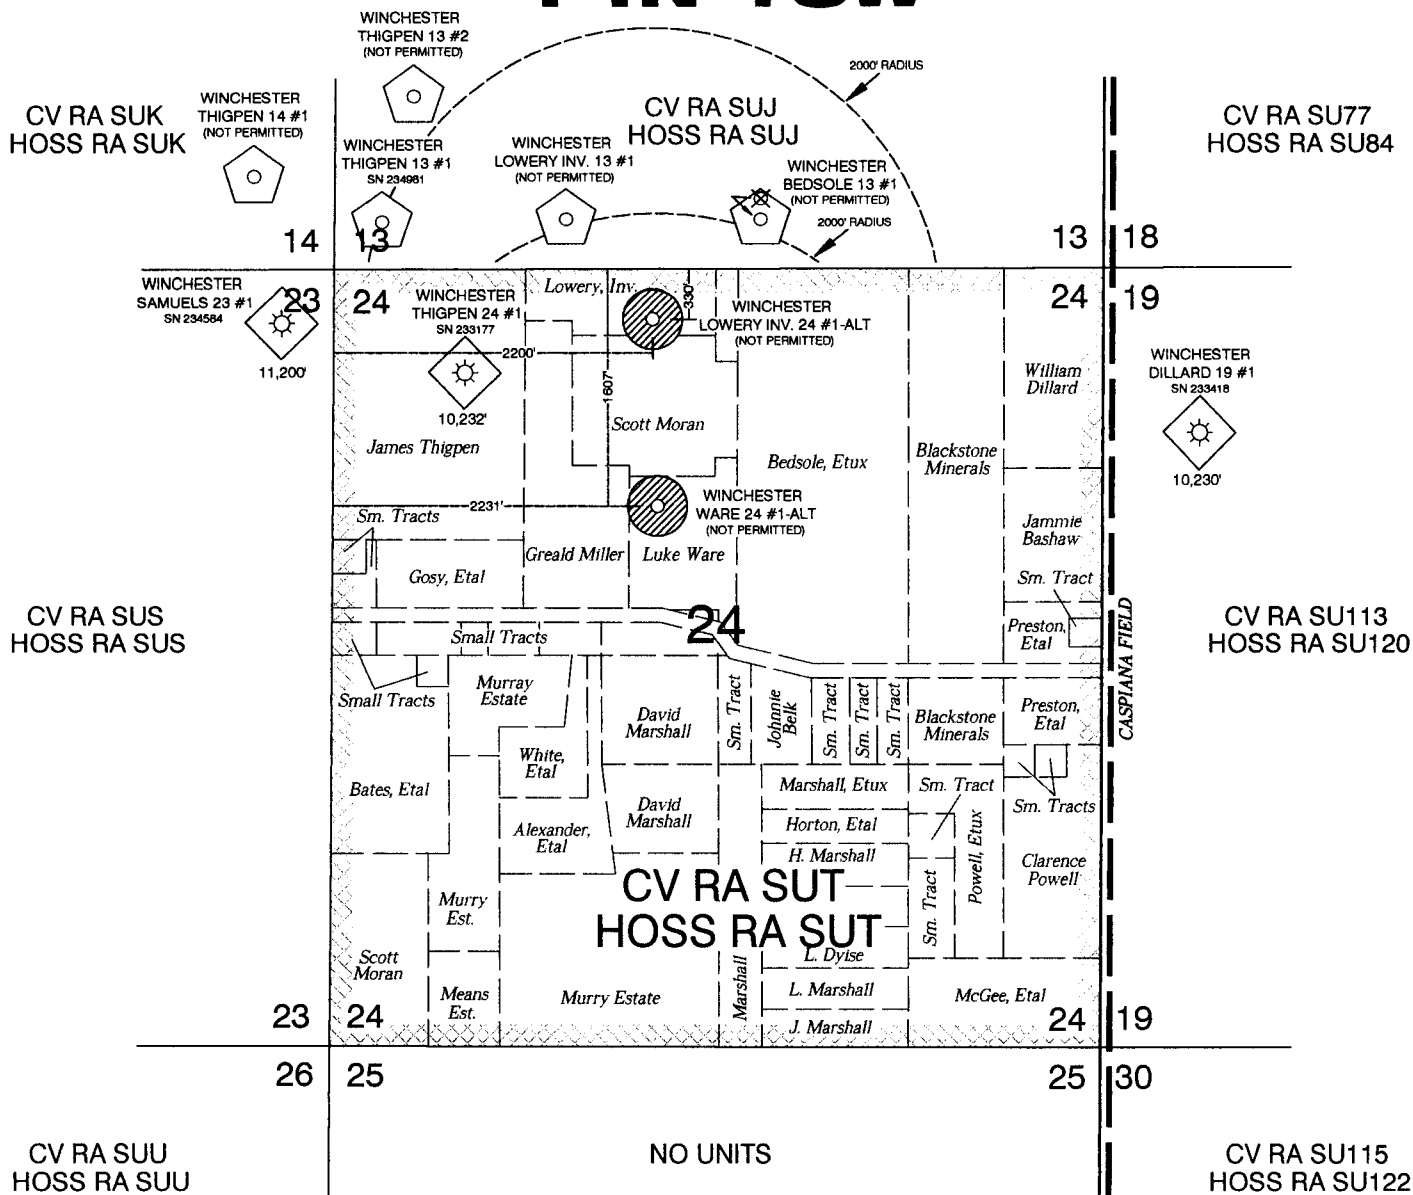 WINCHESTER
THIGPEN 13 #2
(NOT PERMITTED)
2000' RADIUS
CV RA SUK
HOSS RA SUK
WINCHESTER
THIGPEN 14 #1
(NOT PERMITTED)
WINCHESTER
THIGPEN 13 #1
SN 234981
WINCHESTER
LOWERY INV. 13 #1
(NOT PERMITTED)
CV RA SUJ
HOSS RA SUJ
WINCHESTER
BEDSOLE 13 #1
(NOT PERMITTED)
2000' RADIUS
CV RA SU77
HOSS RA SU84
14
13
13
18
WINCHESTER
SAMUELS 23 #1
SN 234584
23
24
11,200'
WINCHESTER
THIGPEN 24 #1
SN 233177
10,232'
Lowery, Inv.
330'
WINCHESTER
LOWERY INV. 24 #1-ALT
(NOT PERMITTED)
24
19
2200'
1607'
William
Dillard
WINCHESTER
DILLARD 19 #1
SN 233418
10,230'
James Thigpen
Scott Moran
Bedsole, Etux
Blackstone
Minerals
2231'
WINCHESTER
WARE 24 #1-ALT
(NOT PERMITTED)
Sm. Tracts
Gosy, Etal
Greald Miller
Luke Ware
Jammie
Bashaw
Sm. Tract
CV RA SUS
HOSS RA SUS
24
Preston,
Etal
CASPIANA FIELD
CV RA SU113
HOSS RA SU120
Small Tracts
Small Tracts
Murray
Estate
David
Marshall
Sm. Tract
Johnnie
Belk
Sm. Tract
Sm. Tract
Sm. Tract
Blackstone
Minerals
Preston,
Etal
White,
Etal
Bates, Etal
David
Marshall
Marshall, Etux
Sm. Tract
Sm. Tracts
Alexander,
Etal
Horton, Etal
H. Marshall
Powell, Etux
Clarence
Powell
CV RA SUT
HOSS RA SUT
Murry
Est.
Sm. Tract
Scott
Moran
L. Dyise
Marshall
Means
Est.
Murry Estate
L. Marshall
McGee, Etal
J. Marshall
23
24
24
19
26
25
25
30
CV RA SUU
HOSS RA SUU
NO UNITS
CV RA SU115
HOSS RA SU122